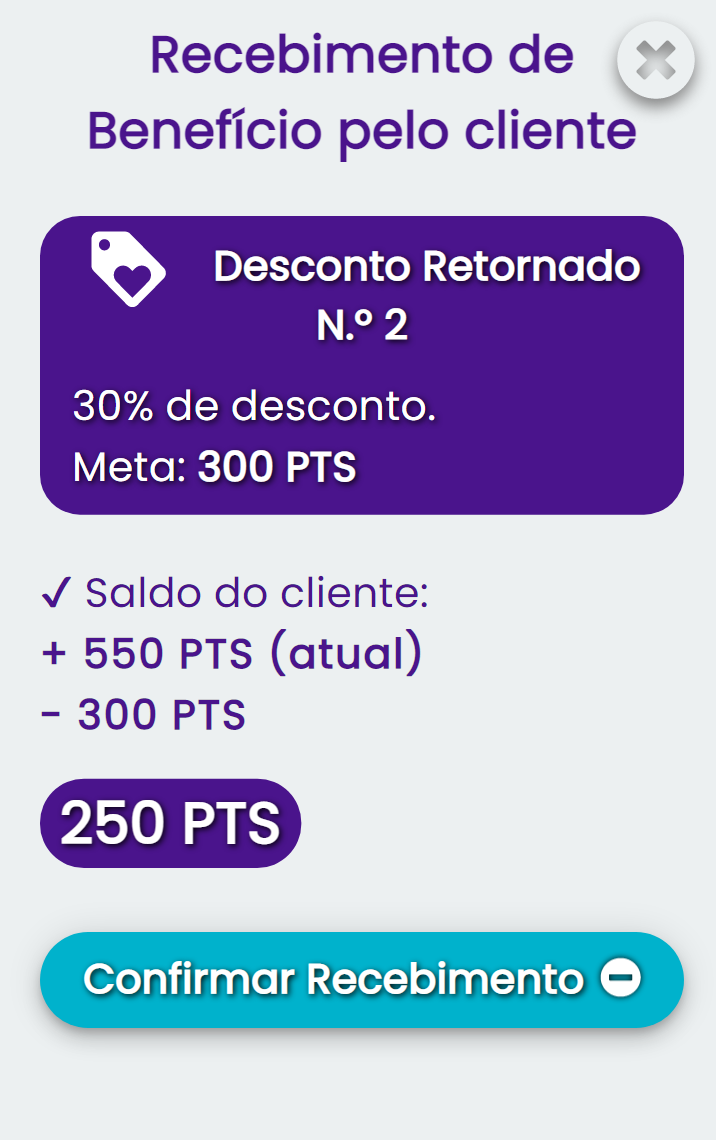 Recebimento de
Benefício pelo cliente
Desconto Retornado
N.º 2
30% de desconto.
Meta: 300 PTS
✓ Saldo do cliente:
+ 550 PTS (atual)
- 300 PTS
250 PTS
Confirmar Recebimento